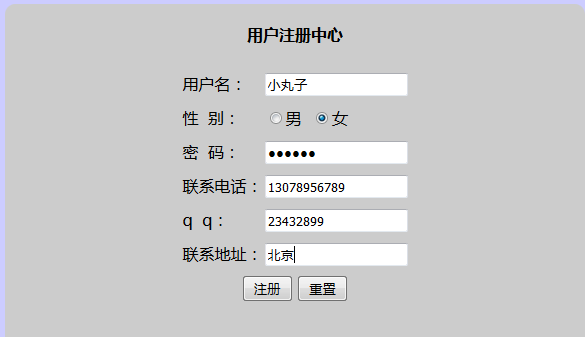 用户注册中心
用户名： 小丸子
性 别： 男 女
密 码： ●●●●●●
联系电话： 13078956789
q q： 23432899
联系地址： 北京
注册 重置